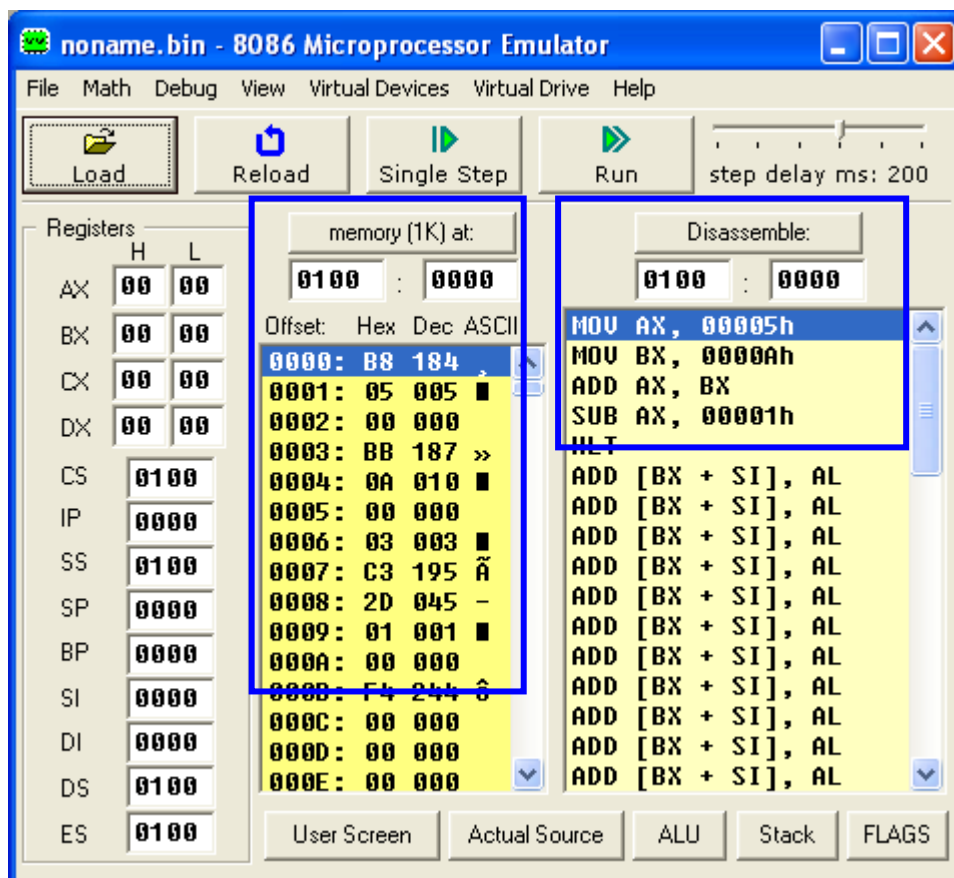 noname.bin - 8086 Microprocessor Emulator
File Math Debug View Virtual Devices Virtual Drive Help
Load Reload Single Step Run step delay ms: 200
Registers
H L
AX 00 00
BX 00 00
CX 00 00
DX 00 00
CS 0100
IP 0000
SS 0100
SP 0000
BP 0000
SI 0000
DI 0000
DS 0100
ES 0100
memory (1K) at:
0100 : 0000
Offset: Hex Dec ASCII
0000: B8 184 ¸
0001: 05 005 ■
0002: 00 000
0003: BB 187 »
0004: 0A 010 ■
0005: 00 000
0006: 03 003 ■
0007: C3 195 Ã
0008: 2D 045 -
0009: 01 001 ■
000A: 00 000
000B: F4 244 ô
000C: 00 000
000D: 00 000
000E: 00 000
Disassemble:
0100 : 0000
MOV AX, 00005h
MOV BX, 0000Ah
ADD AX, BX
SUB AX, 00001h
HLT
ADD [BX + SI], AL
ADD [BX + SI], AL
ADD [BX + SI], AL
ADD [BX + SI], AL
ADD [BX + SI], AL
ADD [BX + SI], AL
ADD [BX + SI], AL
ADD [BX + SI], AL
ADD [BX + SI], AL
ADD [BX + SI], AL
ADD [BX + SI], AL
User Screen Actual Source ALU Stack FLAGS